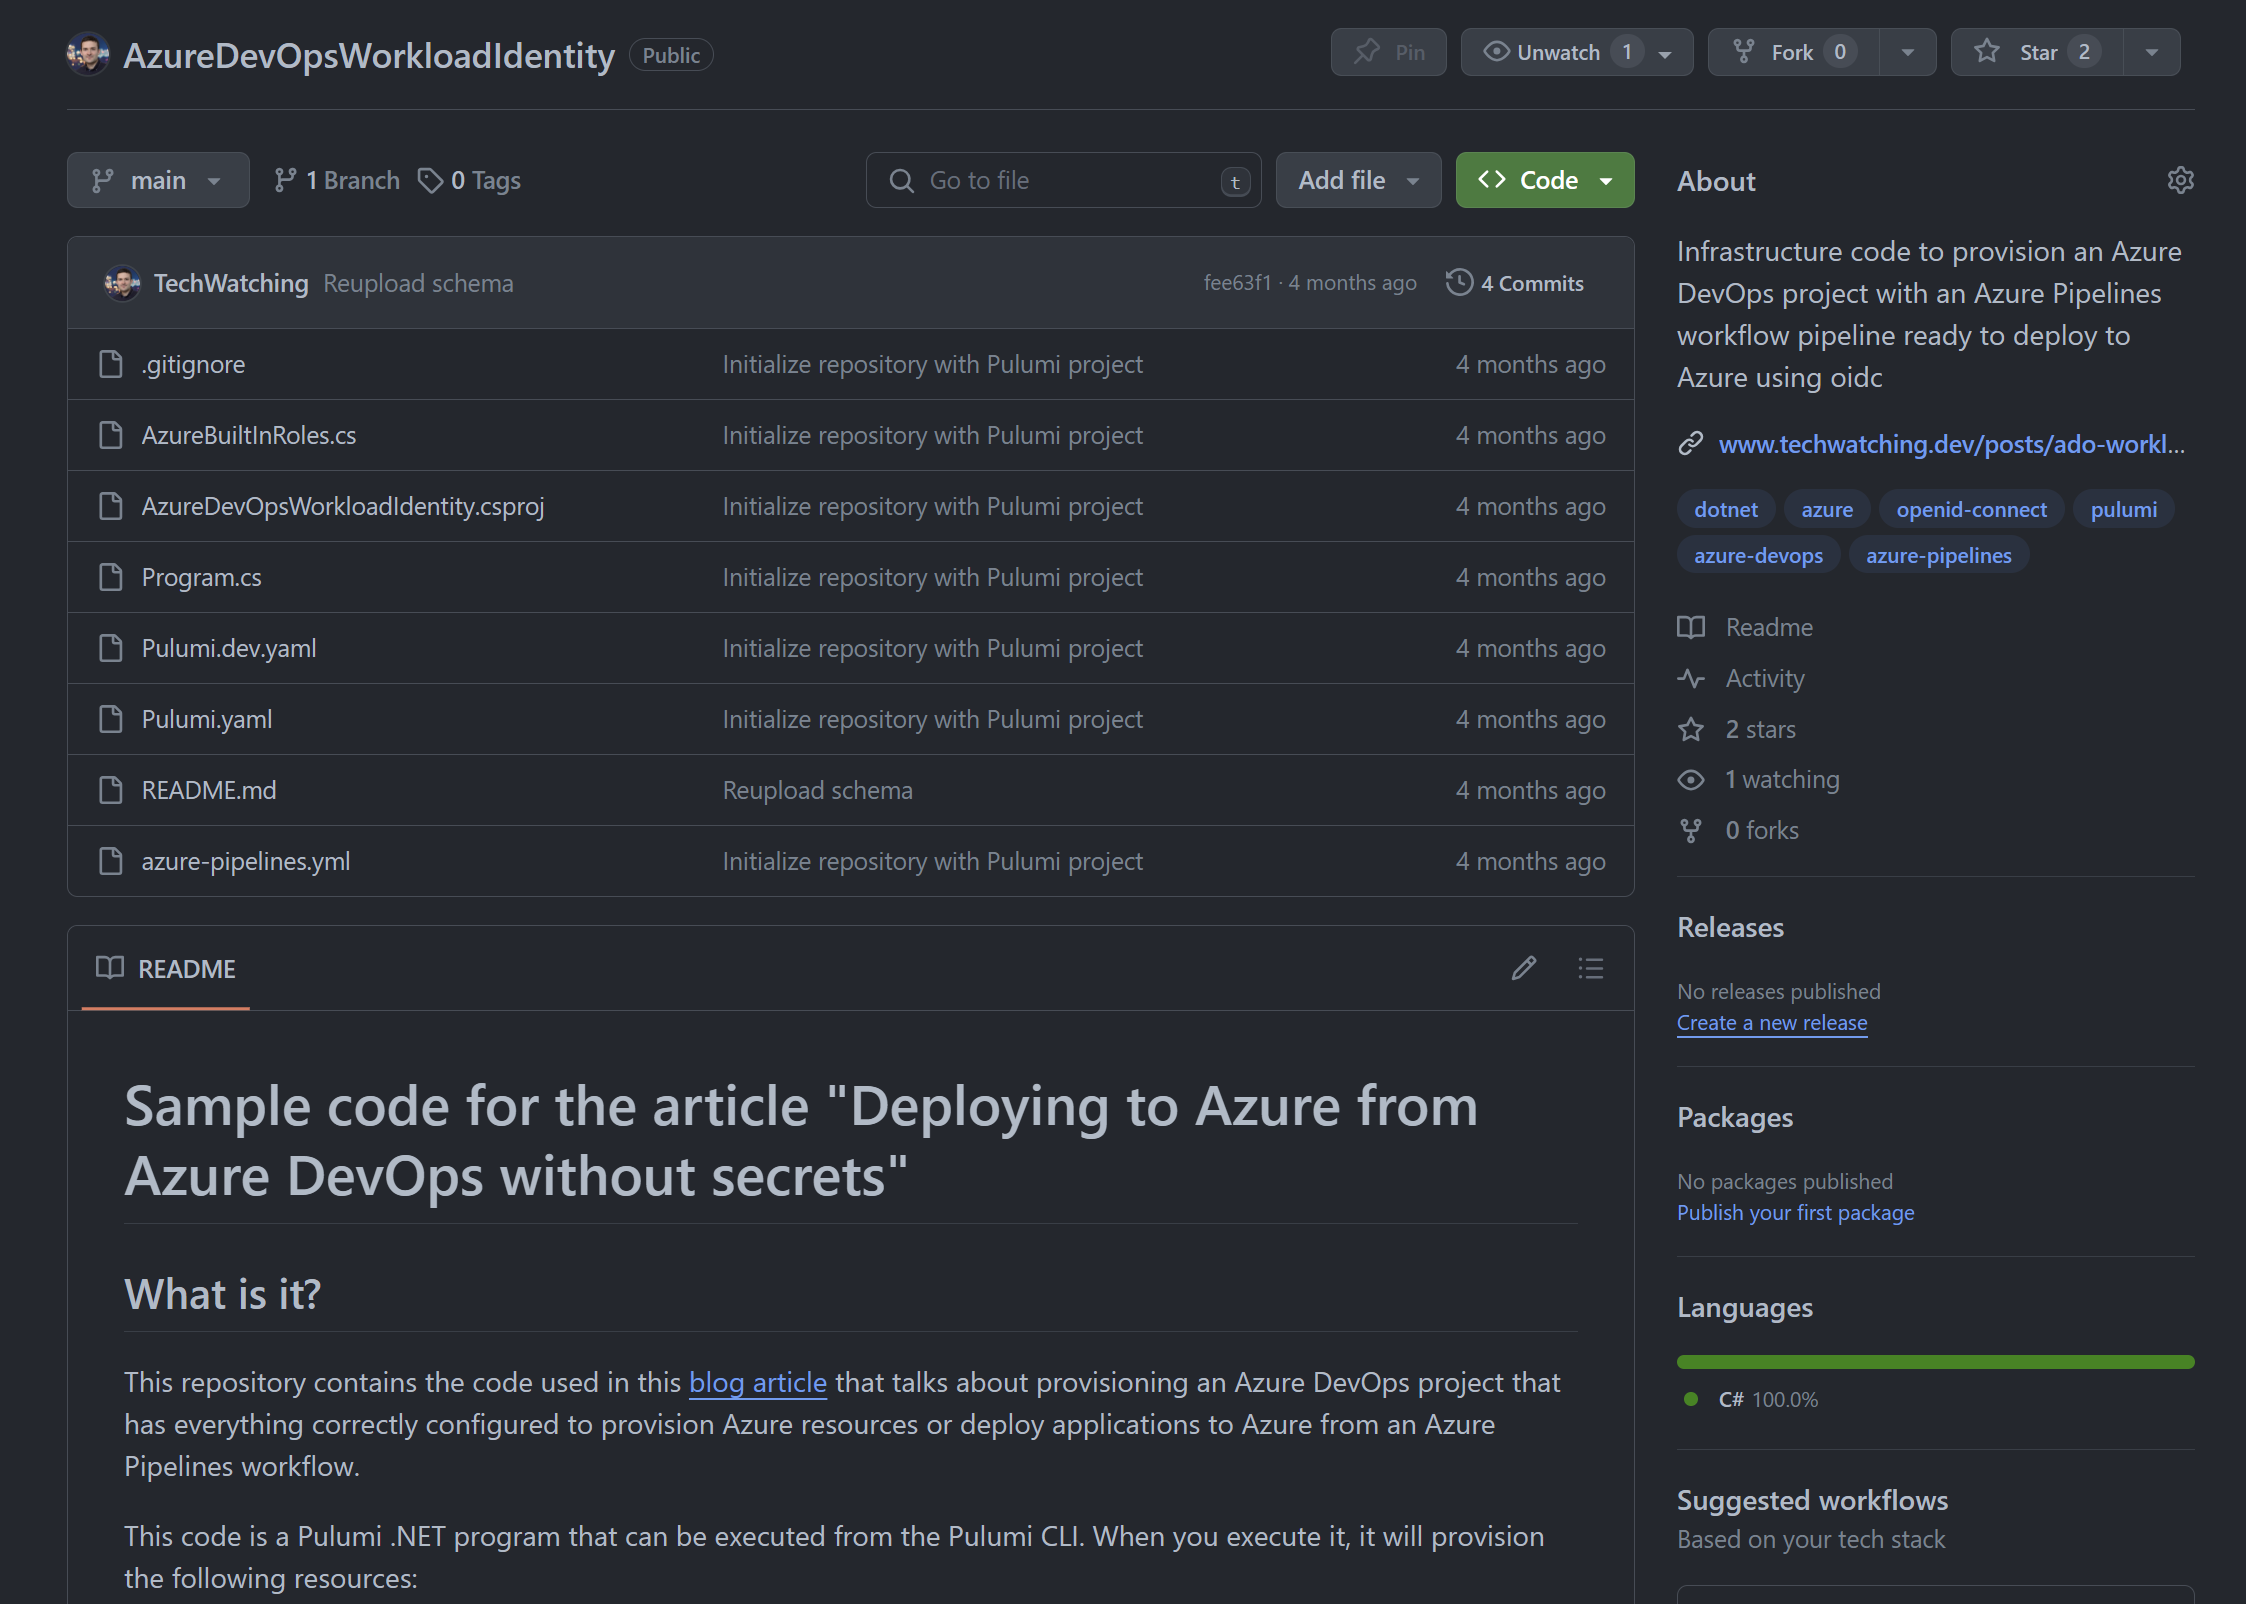 AzureDevOpsWorkloadIdentity Public
Pin
Unwatch 1
Fork 0
Star 2
main
1 Branch
0 Tags
Go to file t
Add file
Code
TechWatching Reupload schema fee63f1 · 4 months ago 4 Commits
.gitignore Initialize repository with Pulumi project 4 months ago
AzureBuiltInRoles.cs Initialize repository with Pulumi project 4 months ago
AzureDevOpsWorkloadIdentity.csproj Initialize repository with Pulumi project 4 months ago
Program.cs Initialize repository with Pulumi project 4 months ago
Pulumi.dev.yaml Initialize repository with Pulumi project 4 months ago
Pulumi.yaml Initialize repository with Pulumi project 4 months ago
README.md Reupload schema 4 months ago
azure-pipelines.yml Initialize repository with Pulumi project 4 months ago
README
Sample code for the article "Deploying to Azure from
Azure DevOps without secrets"
What is it?
This repository contains the code used in this blog article that talks about provisioning an Azure DevOps project that
has everything correctly configured to provision Azure resources or deploy applications to Azure from an Azure
Pipelines workflow.
This code is a Pulumi .NET program that can be executed from the Pulumi CLI. When you execute it, it will provision
the following resources:
About
Infrastructure code to provision an Azure
DevOps project with an Azure Pipelines
workflow pipeline ready to deploy to
Azure using oidc
www.techwatching.dev/posts/ado-workl...
dotnet azure openid-connect pulumi
azure-devops azure-pipelines
Readme
Activity
2 stars
1 watching
0 forks
Releases
No releases published
Create a new release
Packages
No packages published
Publish your first package
Languages
C# 100.0%
Suggested workflows
Based on your tech stack